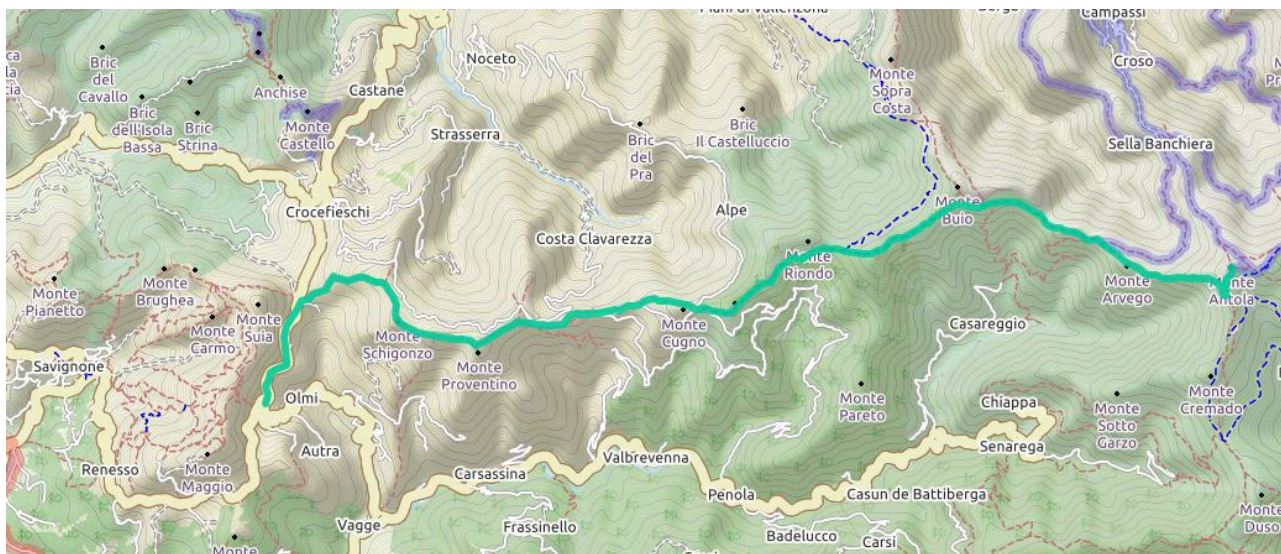 Campassi
Croso
Noceto
Bric
del
Cavallo
Anchise
Castane
Monte
Sopra
Costa
Bric
dell'Isola
Bassa
Bric
Strina
Monte
Castello
Strasserra
Bric
del
Pra
Bric
Il Castelluccio
Sella Banchiera
Crocefieschi
Alpe
Monte
Buio
Costa Clavarezza
Monte
Riondo
Monte
Pianetto
Monte
Brughea
Monte
Arvego
Monte
Antola
Monte
Carmo
Monte
Suia
Monte
Schigonzo
Monte
Cugno
Casareggio
Savignone
Monte
Proventino
Olmi
Monte
Pareto
Chiappa
Monte
Sotto
Garzo
Monte
Cremado
Autra
Renesso
Monte
Maggio
Carsassina
Valbrevenna
Senarega
Penola
Casun de Battiberga
Vagge
Frassinello
Badelucco
Carsi
Monte
Duso
Monte